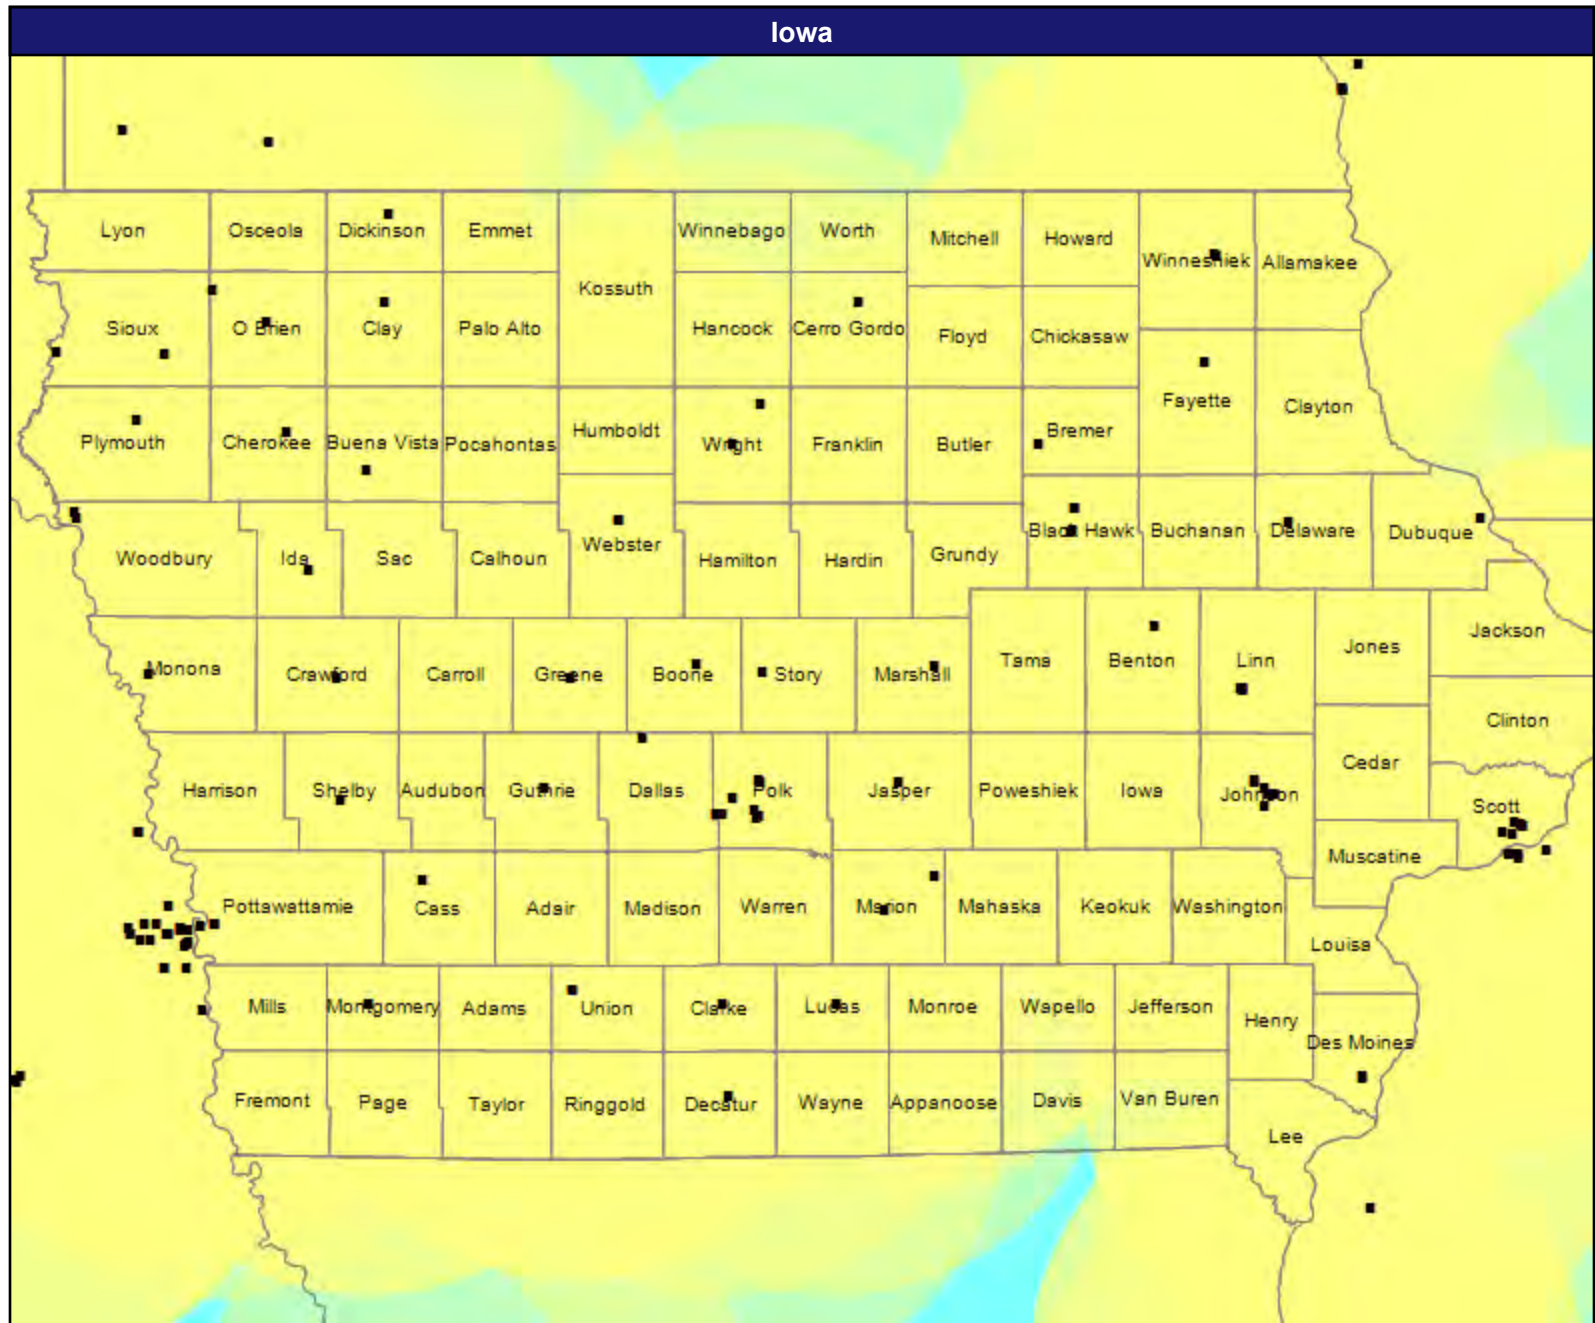 Iowa
Lyon
Osceola
Dickinson
Emmet
Winnebago
Worth
Mitchell
Howard
Winneshiek
Allamakee
Kossuth
Sioux
O Brien
Clay
Palo Alto
Hancock
Cerro Gordo
Floyd
Chickasaw
Fayette
Clayton
Plymouth
Cherokee
Buena Vista
Pocahontas
Humboldt
Wright
Franklin
Butler
Bremer
Woodbury
Ida
Sac
Calhoun
Webster
Hamilton
Hardin
Grundy
Black Hawk
Buchanan
Delaware
Dubuque
Monona
Crawford
Carroll
Greene
Boone
Story
Marshall
Tama
Benton
Linn
Jones
Jackson
Clinton
Harrison
Shelby
Audubon
Guthrie
Dallas
Polk
Jasper
Poweshiek
Iowa
Johnson
Cedar
Scott
Muscatine
Pottawattamie
Cass
Adair
Madison
Warren
Marion
Mahaska
Keokuk
Washington
Louisa
Mills
Montgomery
Adams
Union
Clarke
Lucas
Monroe
Wapello
Jefferson
Henry
Des Moines
Fremont
Page
Taylor
Ringgold
Decatur
Wayne
Appanoose
Davis
Van Buren
Lee